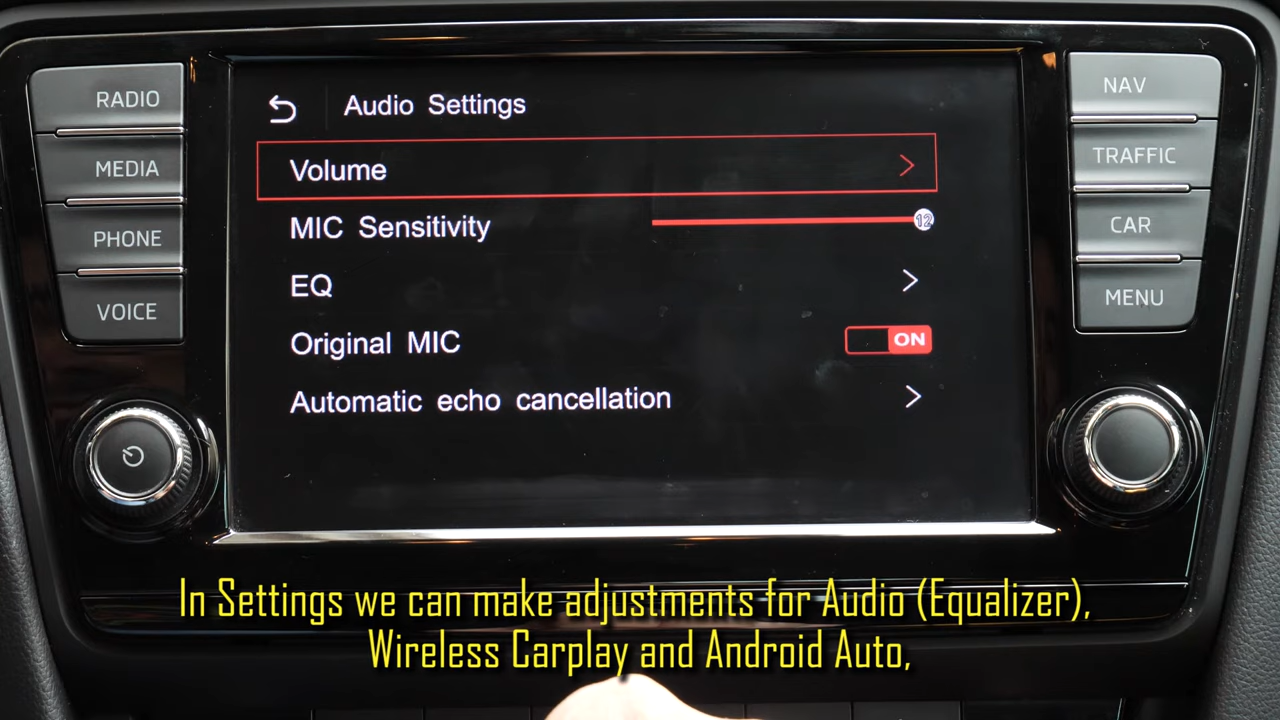 RADIO
MEDIA
PHONE
VOICE
Audio Settings
Volume
MIC Sensitivity
12
EQ
Original MIC
ON
Automatic echo cancellation
NAV
TRAFFIC
CAR
MENU
In Settings we can make adjustments for Audio (Equalizer),
Wireless Carplay and Android Auto,